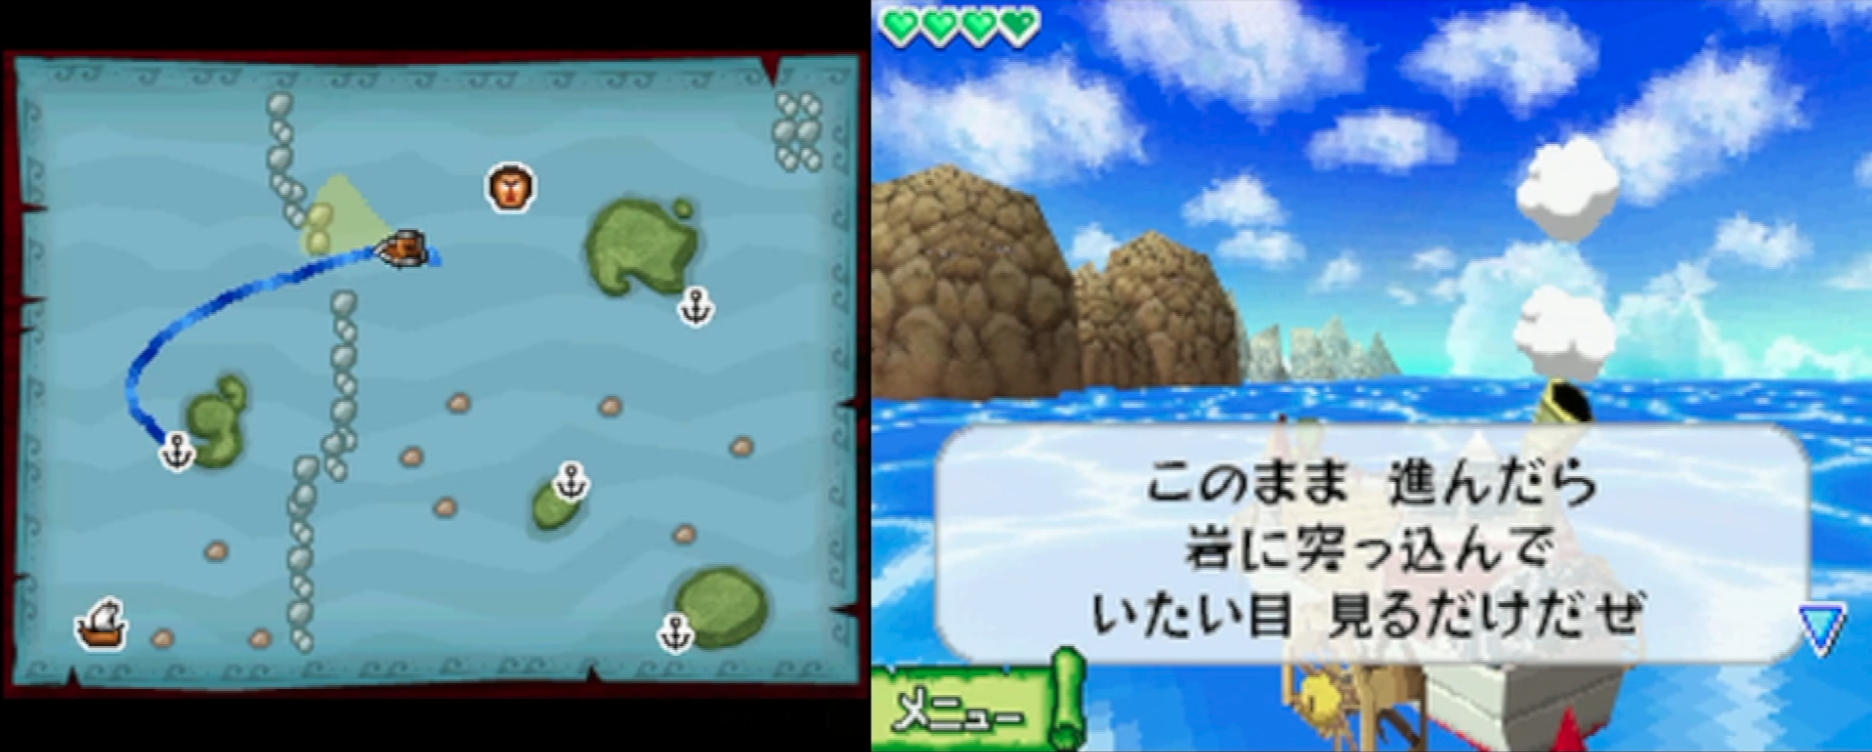 このまま 進んだら
岩に突っ込んで
いたい目 見るだけだぜ
メニュー